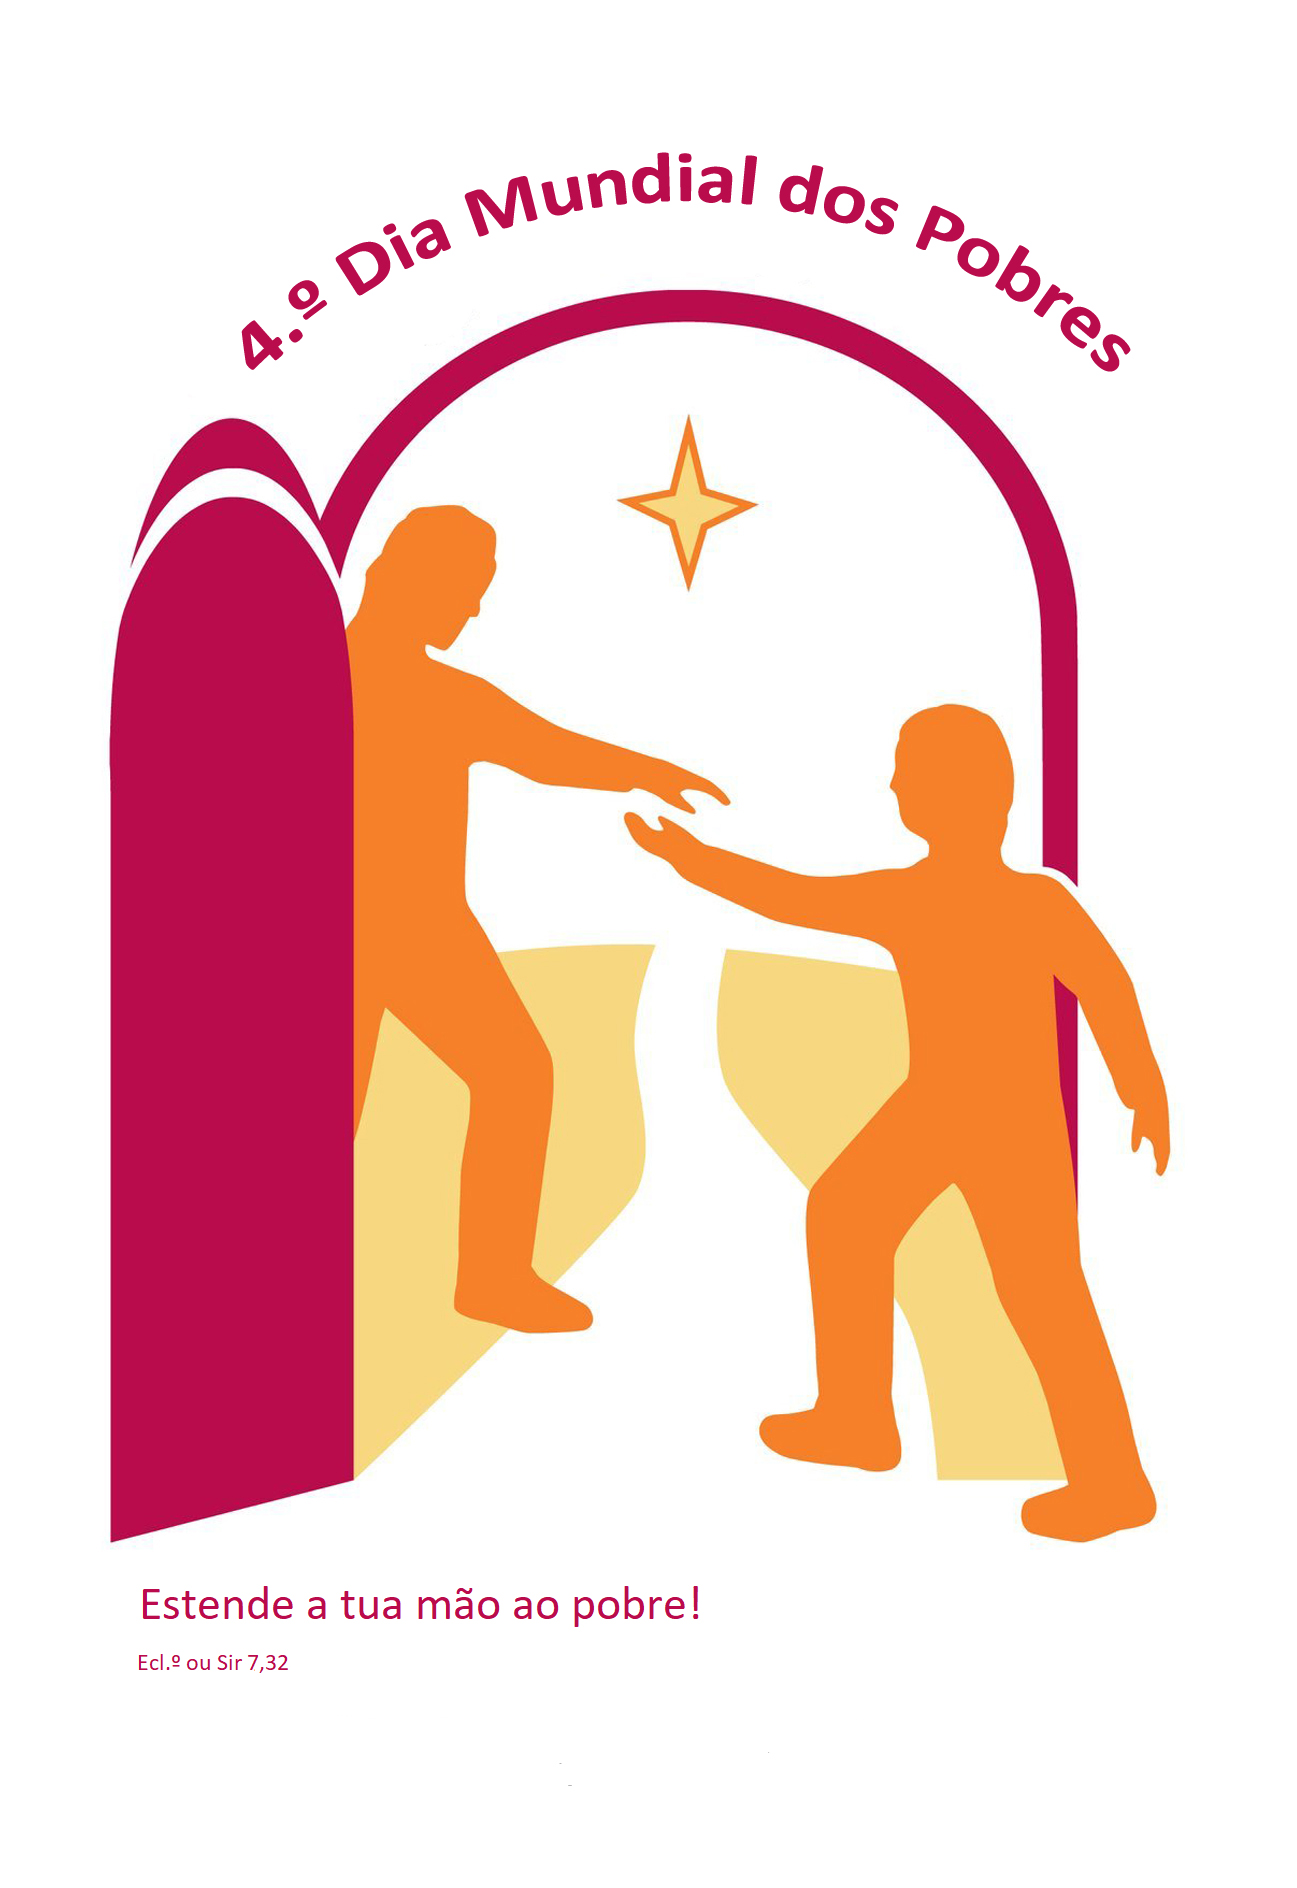 4.º Dia Mundial dos Pobres
Estende a tua mão ao pobre!
Ecl.º ou Sir 7,32